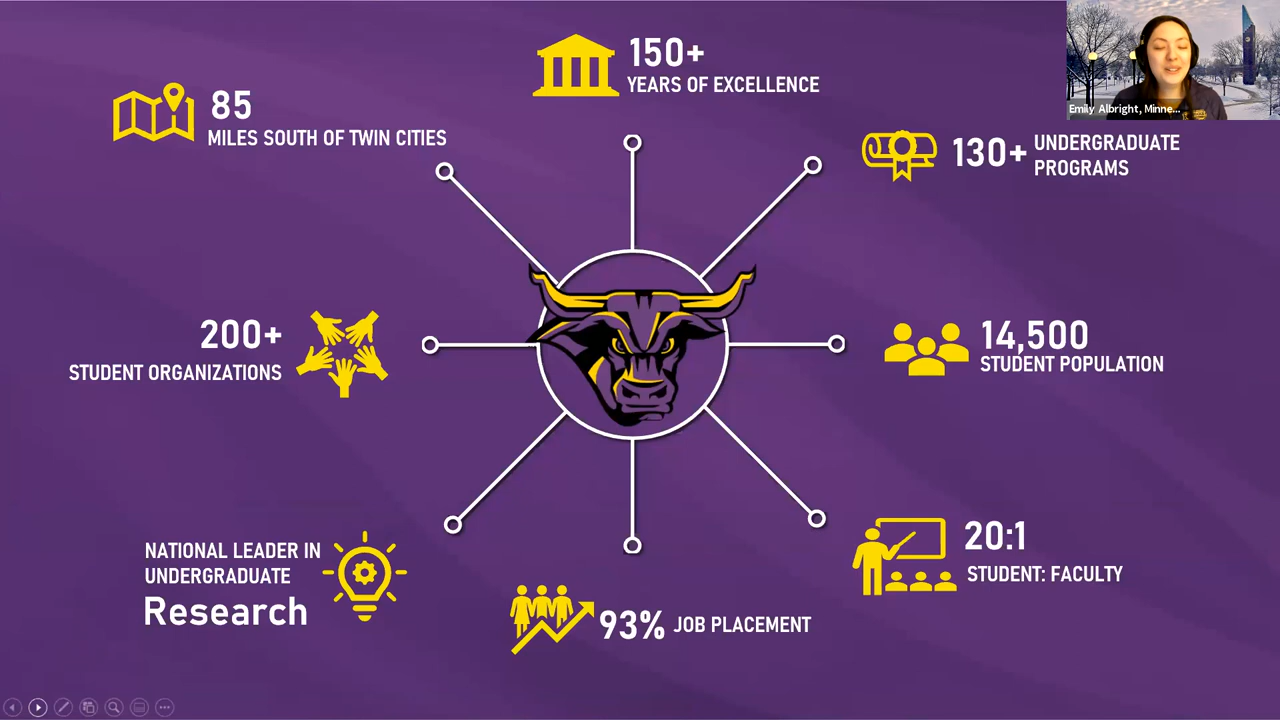 150+
YEARS OF EXCELLENCE
Emily Albright, Minne...
85
MILES SOUTH OF TWIN CITIES
130+ UNDERGRADUATE
PROGRAMS
200+
STUDENT ORGANIZATIONS
14,500
STUDENT POPULATION
NATIONAL LEADER IN
UNDERGRADUATE
Research
20:1
STUDENT: FACULTY
93% JOB PLACEMENT